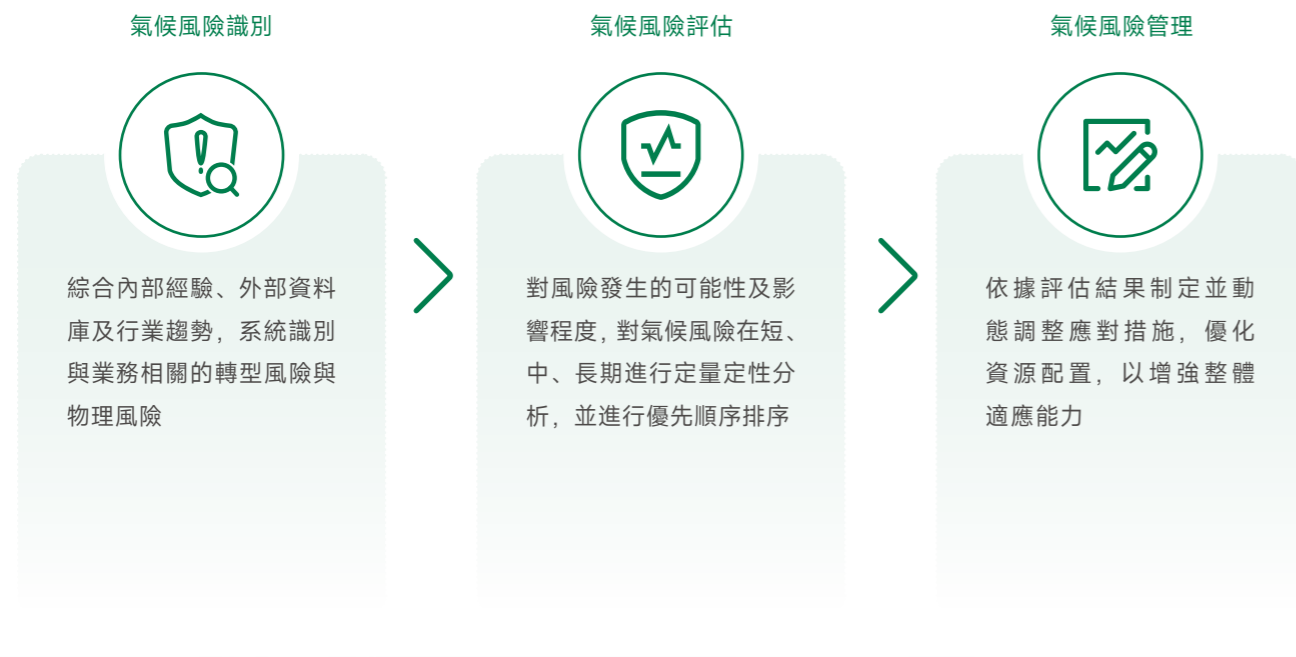 氣候風險識別
綜合內部經驗、外部資料
庫及行業趨勢，系統識別
與業務相關的轉型風險與
物理風險
氣候風險評估
對風險發生的可能性及影
響程度，對氣候風險在短、
中、長期進行定量定性分
析，並進行優先順序排序
氣候風險管理
依據評估結果制定並動
態調整應對措施，優化
資源配置，以增強整體
適應能力